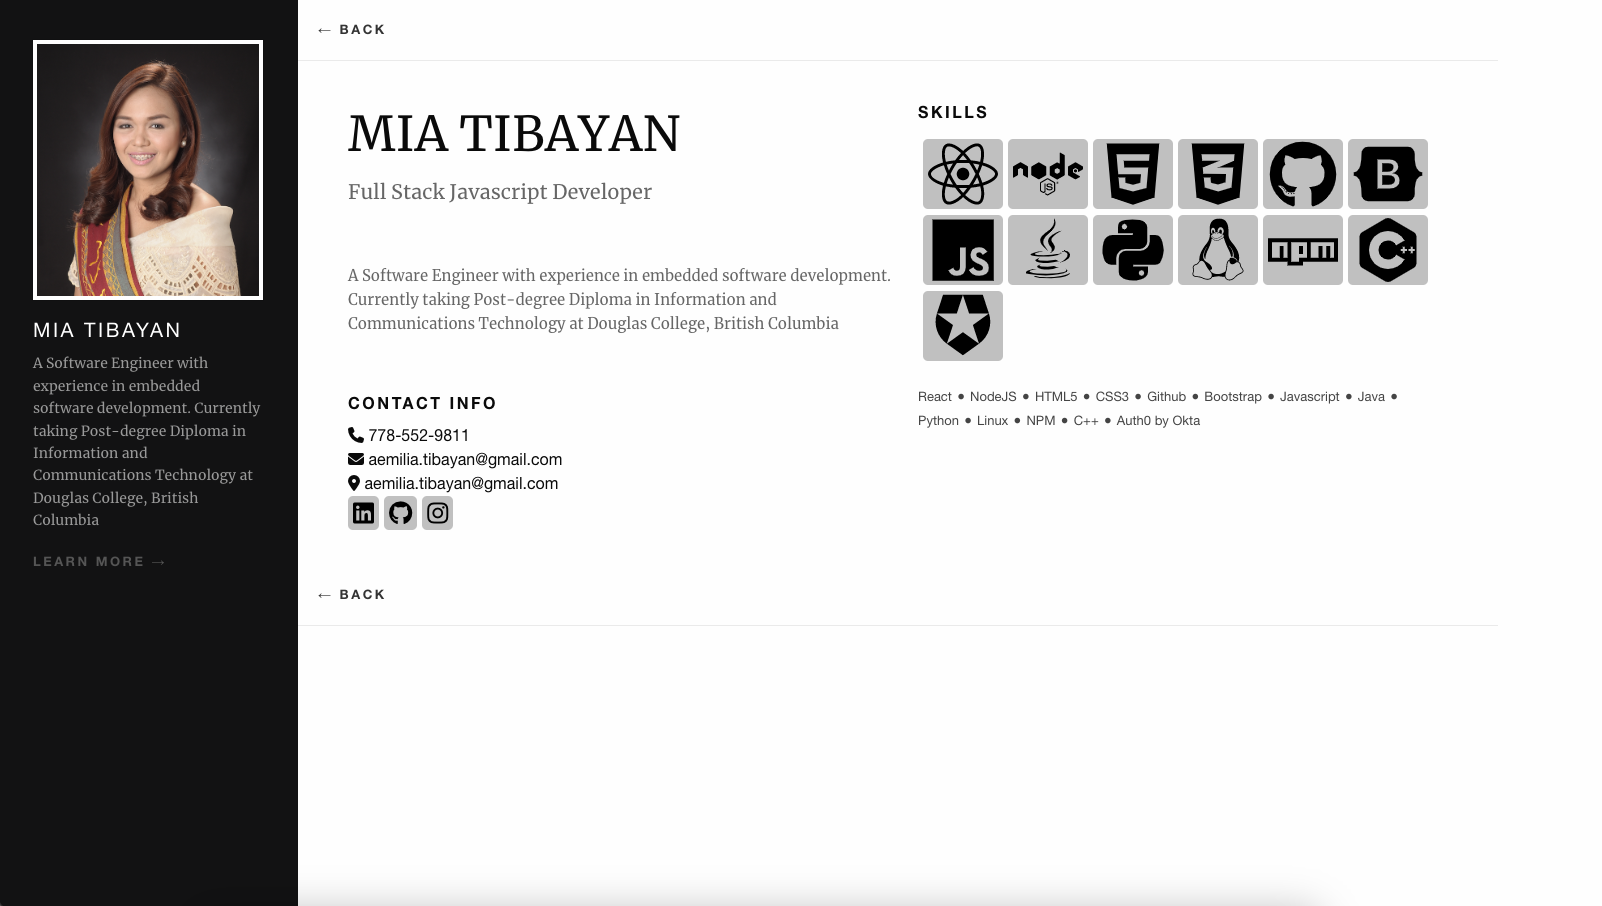 MIA TIBAYAN
A Software Engineer with
experience in embedded
software development. Currently
taking Post-degree Diploma in
Information and
Communications Technology at
Douglas College, British
Columbia
LEARN MORE →
← BACK
MIA TIBAYAN
Full Stack Javascript Developer
A Software Engineer with experience in embedded software development.
Currently taking Post-degree Diploma in Information and
Communications Technology at Douglas College, British Columbia
CONTACT INFO
778-552-9811
aemilia.tibayan@gmail.com
aemilia.tibayan@gmail.com
in
SKILLS
node JS 5 3 B
JS npm C++
React ● NodeJS ● HTML5 ● CSS3 ● Github ● Bootstrap ● Javascript ● Java ●
Python ● Linux ● NPM ● C++ ● Auth0 by Okta
← BACK